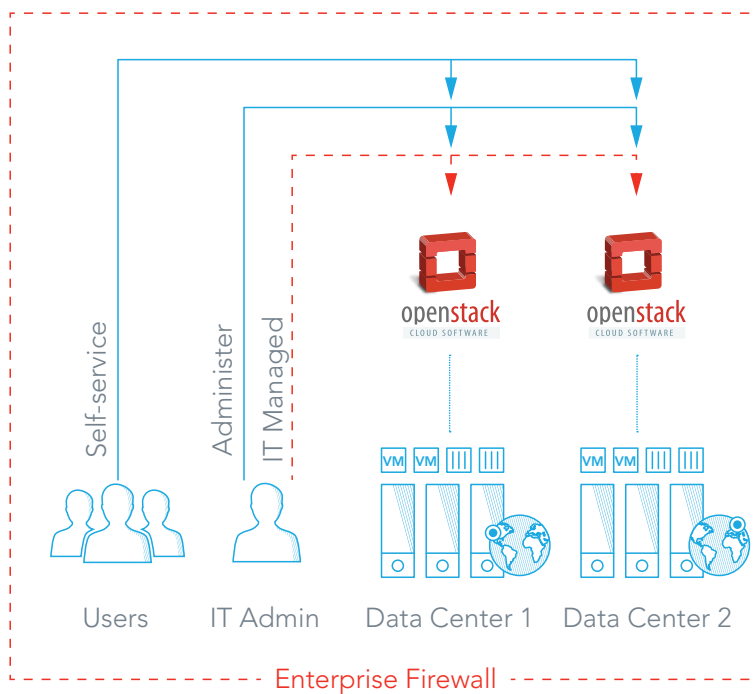 Self-service
Administer
IT Managed
openstack
CLOUD SOFTWARE
openstack
CLOUD SOFTWARE
VM VM
VM VM
Users
IT Admin
Data Center 1
Data Center 2
Enterprise Firewall